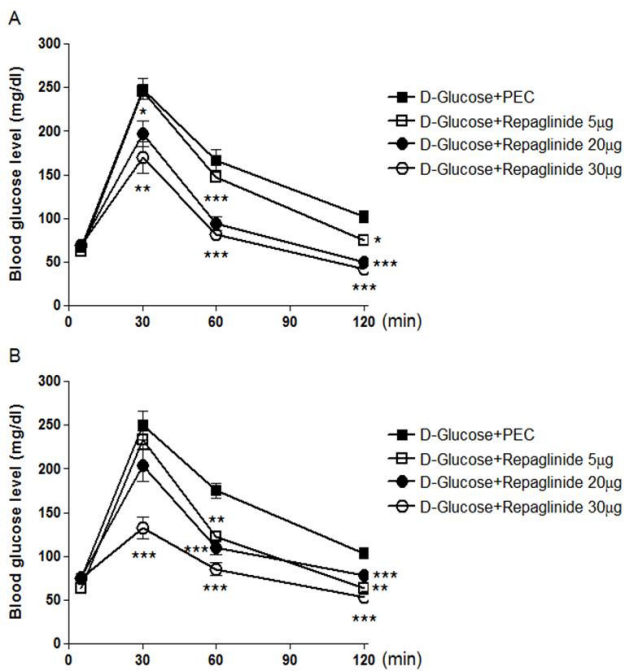 A
Blood glucose level (mg/dl)
300
250
200
150
100
50
0
0 30 60 90 120 (min)
*
**
***
***
*
***
***
D-Glucose+PEC
D-Glucose+Repaglinide 5μg
D-Glucose+Repaglinide 20μg
D-Glucose+Repaglinide 30μg
B
Blood glucose level (mg/dl)
300
250
200
150
100
50
0
0 30 60 90 120 (min)
***
**
***
***
***
**
***
D-Glucose+PEC
D-Glucose+Repaglinide 5μg
D-Glucose+Repaglinide 20μg
D-Glucose+Repaglinide 30μg